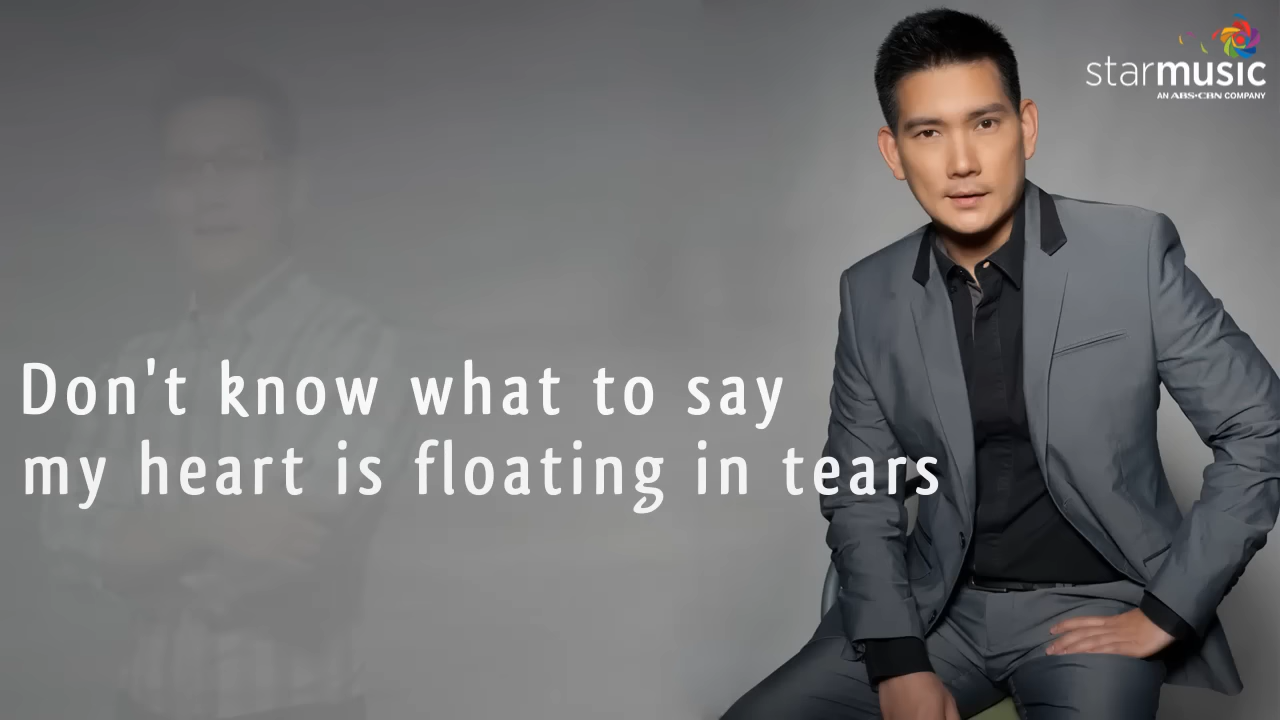 starmusic
AN ABS-CBN COMPANY
Don't know what to say
my heart is floating in tears